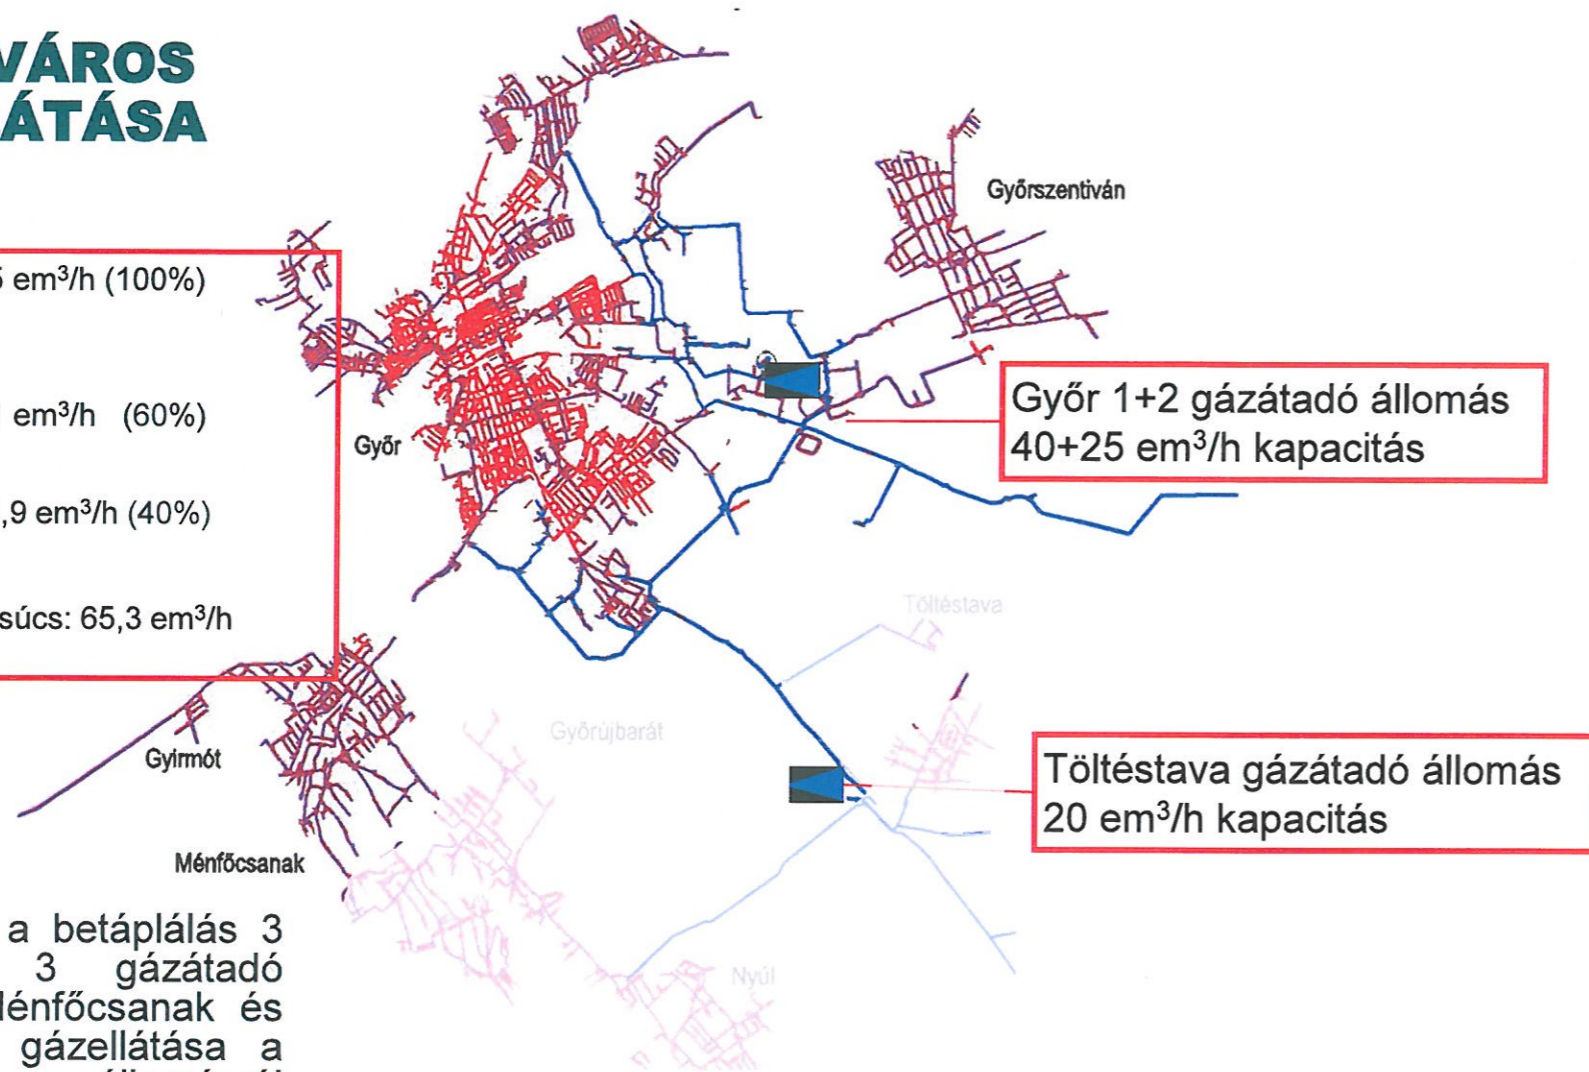 VÁROS
ÁTÁSA
em³/h (100%)
em³/h (60%)
,9 em³/h (40%)
súcs: 65,3 em³/h
Győrszentiván
Győr 1+2 gázátadó állomás
40+25 em³/h kapacitás
Győr
Töltéstava
Győrújbarát
Gyirmót
Töltéstava gázátadó állomás
20 em³/h kapacitás
Ménfőcsanak
Nyúl
a betáplálás 3
3 gázátadó
Ménfőcsanak és
gázellátása a